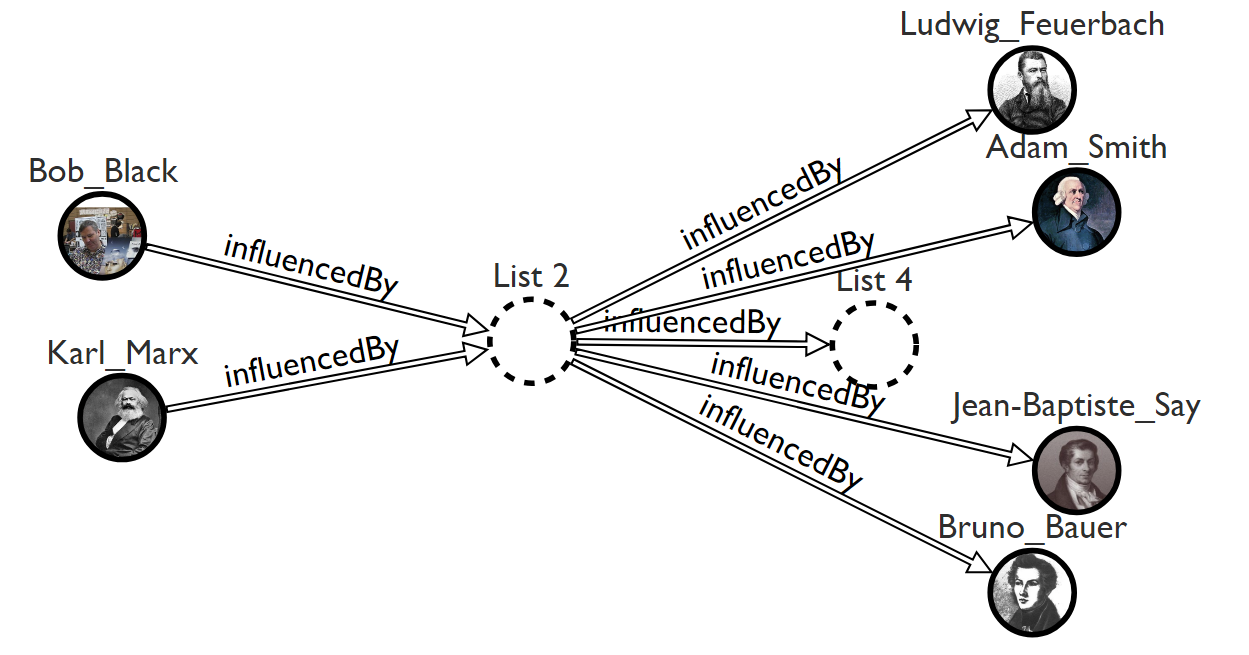 Ludwig_Feuerbach
Adam_Smith
Bob_Black
influencedBy
influencedBy
influencedBy
List 2
List 4
influencedBy
Karl_Marx
influencedBy
influencedBy
Jean-Baptiste_Say
influencedBy
Bruno_Bauer